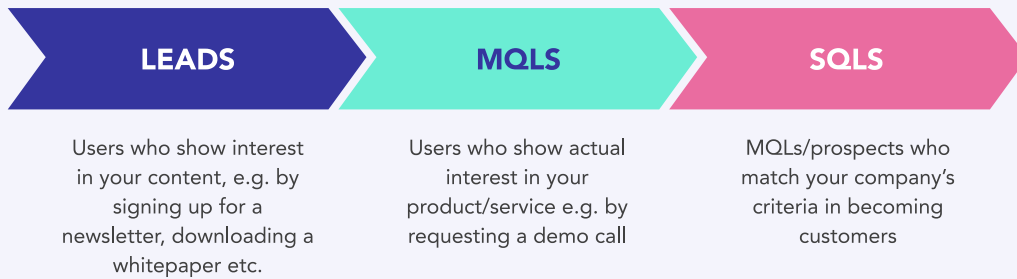 LEADS
MQLS
SQLS
Users who show interest
in your content, e.g. by
signing up for a
newsletter, downloading a
whitepaper etc.
Users who show actual
interest in your
product/service e.g. by
requesting a demo call
MQLs/prospects who
match your company’s
criteria in becoming
customers